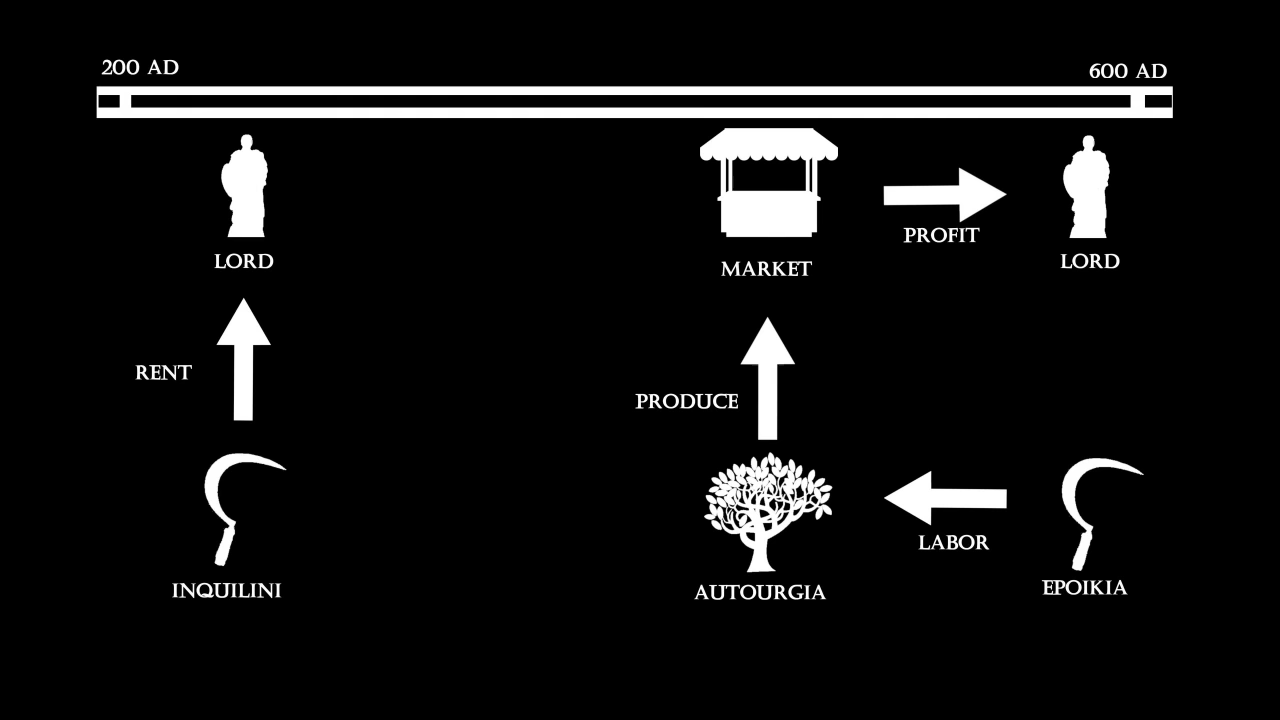 200 AD
600 AD
LORD
MARKET
PROFIT
LORD
RENT
PRODUCE
LABOR
INQUILINI
AUTOURGIA
EPOIKIA